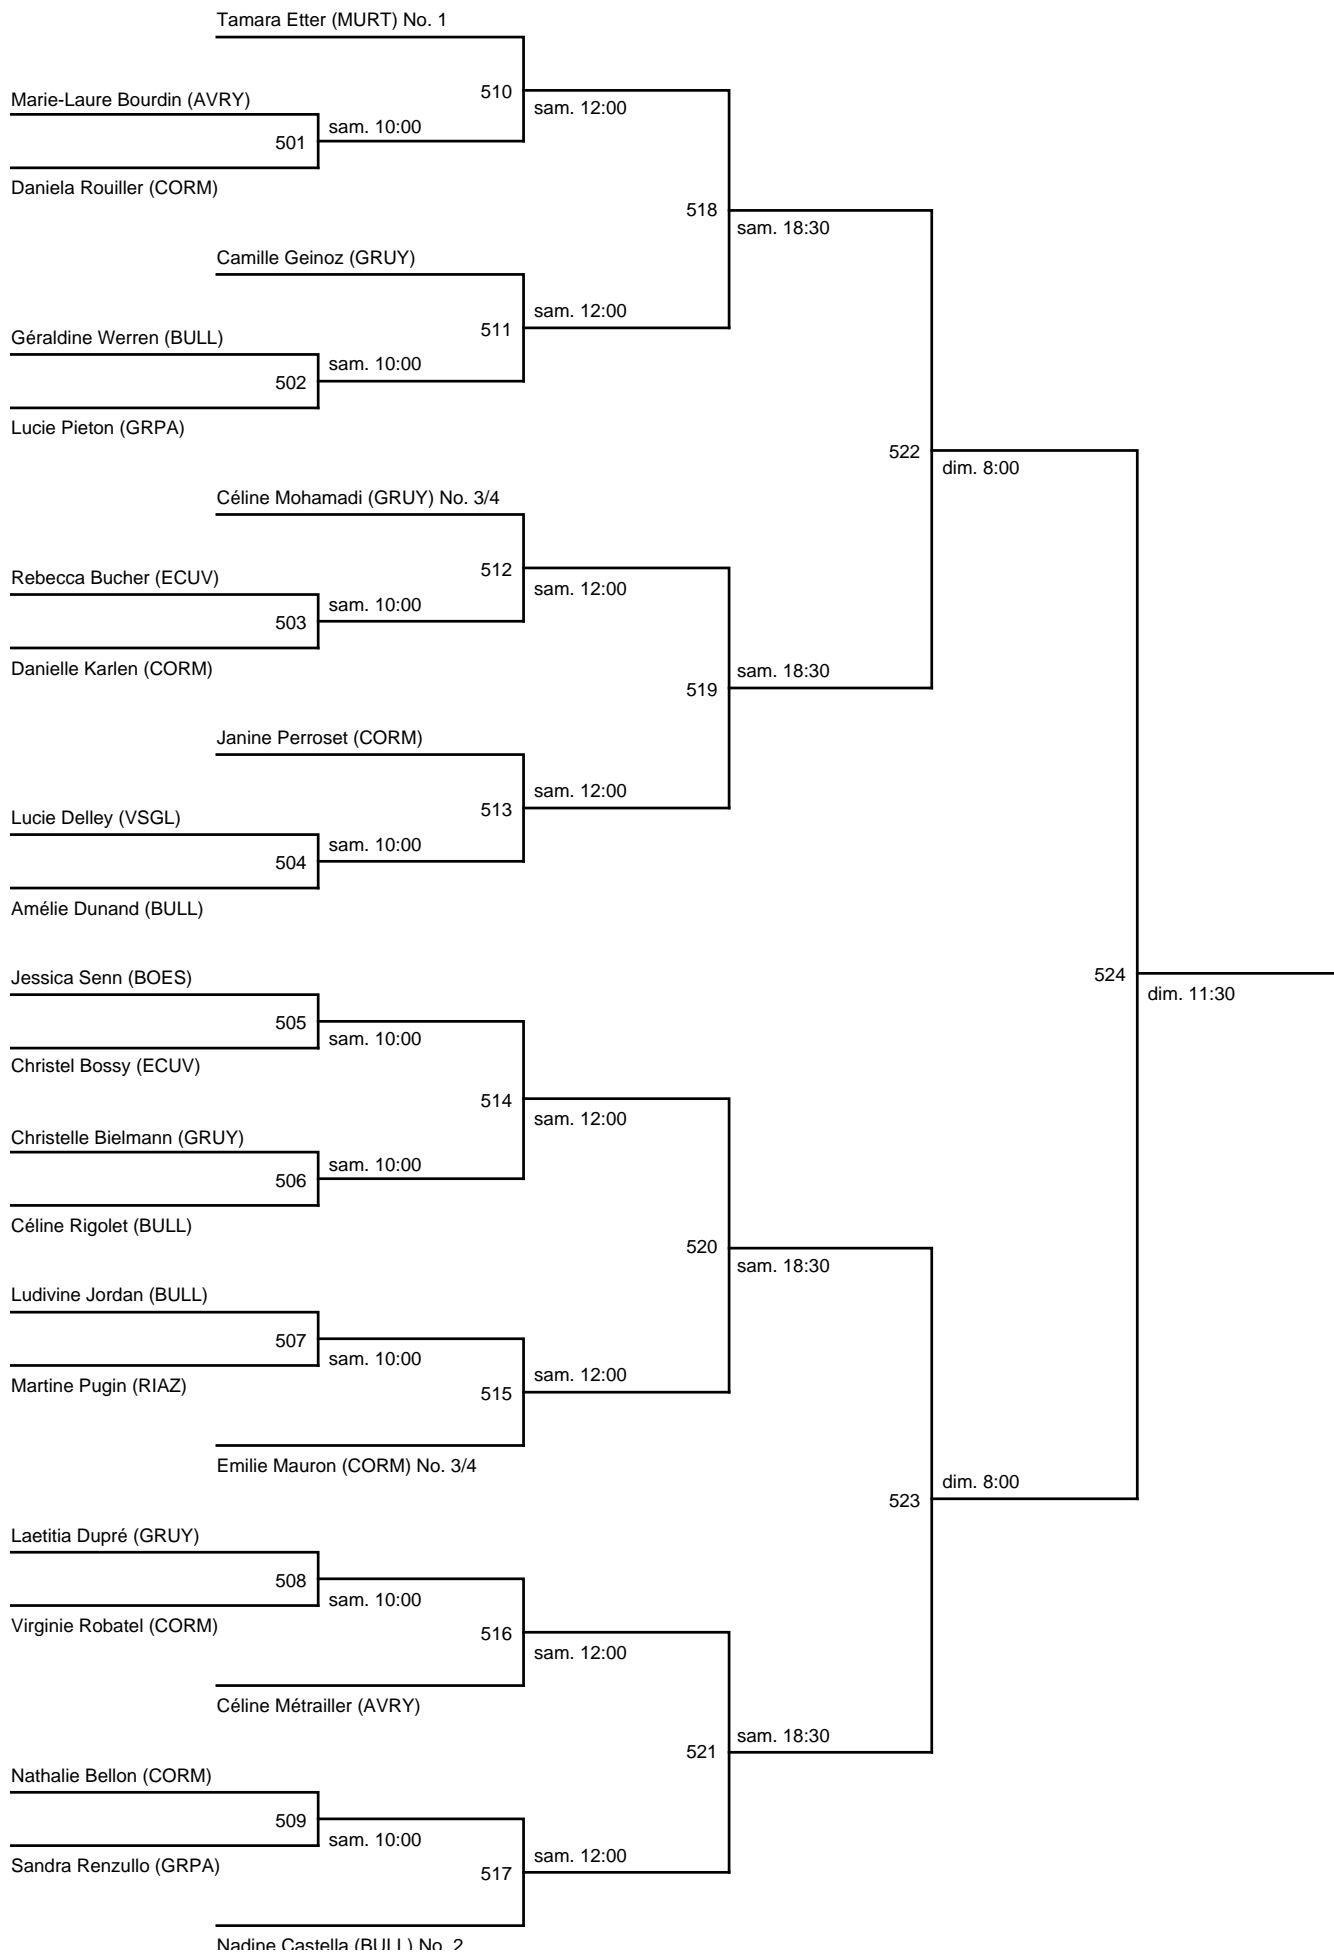 Tamara Etter (MURT) No. 1
510
sam. 12:00
Marie-Laure Bourdin (AVRY)
501
sam. 10:00
Daniela Rouiller (CORM)
518
sam. 18:30
Camille Geinoz (GRUY)
511
sam. 12:00
Géraldine Werren (BULL)
502
sam. 10:00
Lucie Pieton (GRPA)
522
dim. 8:00
Céline Mohamadi (GRUY) No. 3/4
512
sam. 12:00
Rebecca Bucher (ECUV)
503
sam. 10:00
Danielle Karlen (CORM)
519
sam. 18:30
Janine Perroset (CORM)
513
sam. 12:00
Lucie Delley (VSGL)
504
sam. 10:00
Amélie Dunand (BULL)
524
dim. 11:30
Jessica Senn (BOES)
505
sam. 10:00
Christel Bossy (ECUV)
514
sam. 12:00
Christelle Bielmann (GRUY)
506
sam. 10:00
Céline Rigolet (BULL)
520
sam. 18:30
Ludivine Jordan (BULL)
507
sam. 10:00
Martine Pugin (RIAZ)
515
sam. 12:00
Emilie Mauron (CORM) No. 3/4
523
dim. 8:00
Laetitia Dupré (GRUY)
508
sam. 10:00
Virginie Robatel (CORM)
516
sam. 12:00
Céline Métrailler (AVRY)
521
sam. 18:30
Nathalie Bellon (CORM)
509
sam. 10:00
Sandra Renzullo (GRPA)
517
sam. 12:00
Nadine Castella (BULL) No. 2